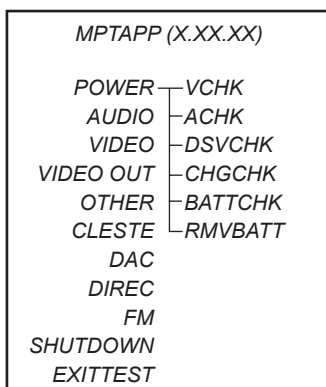 MPTAPP (X.XX.XX)
POWER VCHK
AUDIO ACHK
VIDEO DSVCHK
VIDEO OUT CHGCHK
OTHER BATTCHK
CLESTE RMVBATT
DAC
DIREC
FM
SHUTDOWN
EXITTEST